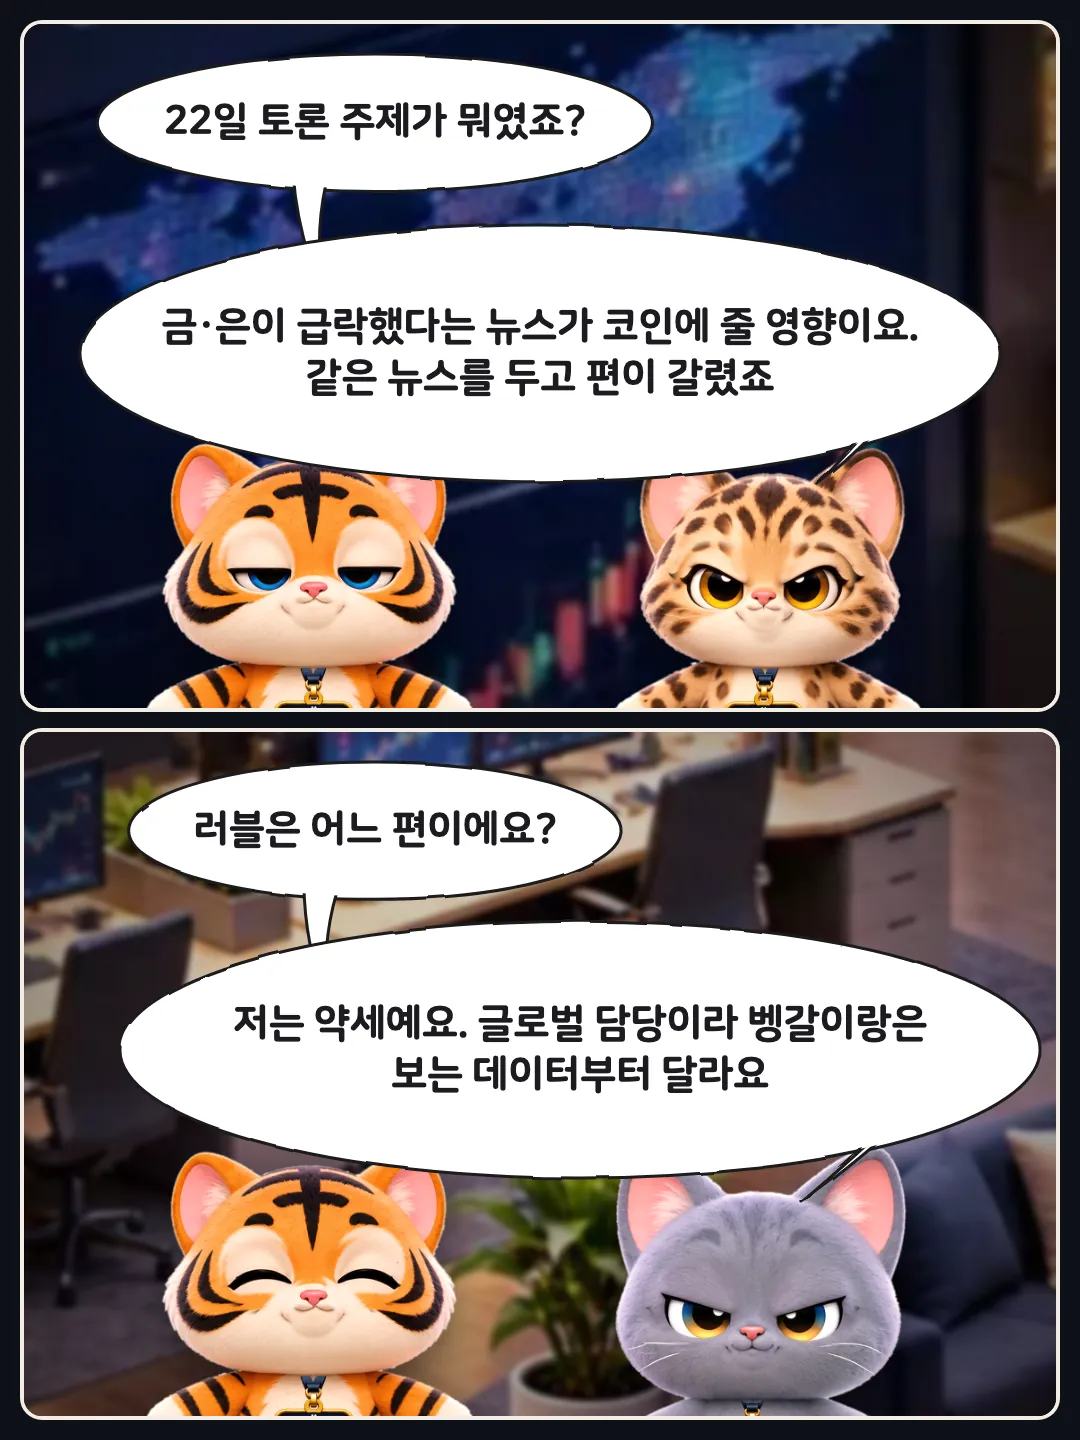 22일 토론 주제가 뭐였죠?
금·은이 급락했다는 뉴스가 코인에 줄 영향이요.
같은 뉴스를 두고 편이 갈렸죠
러블은 어느 편이에요?
저는 약세예요. 글로벌 담당이라 벵갈이랑은
보는 데이터부터 달라요